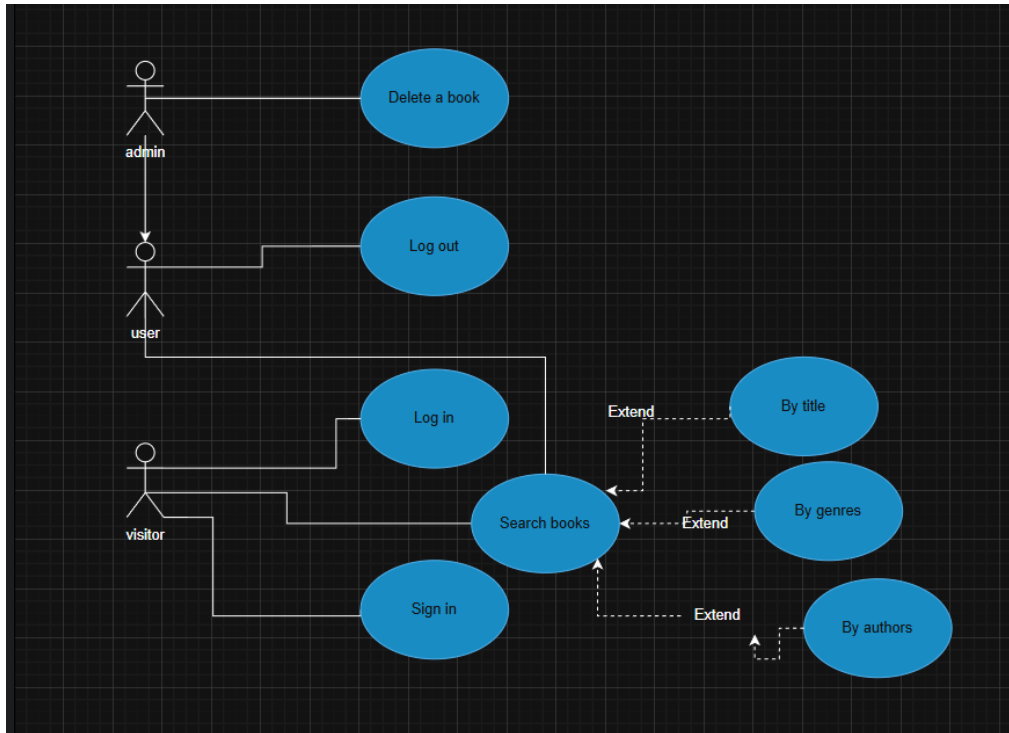 Delete a book
admin
Log out
user
Log in
Extend
By title
Search books
Extend
By genres
visitor
Sign in
Extend
By authors